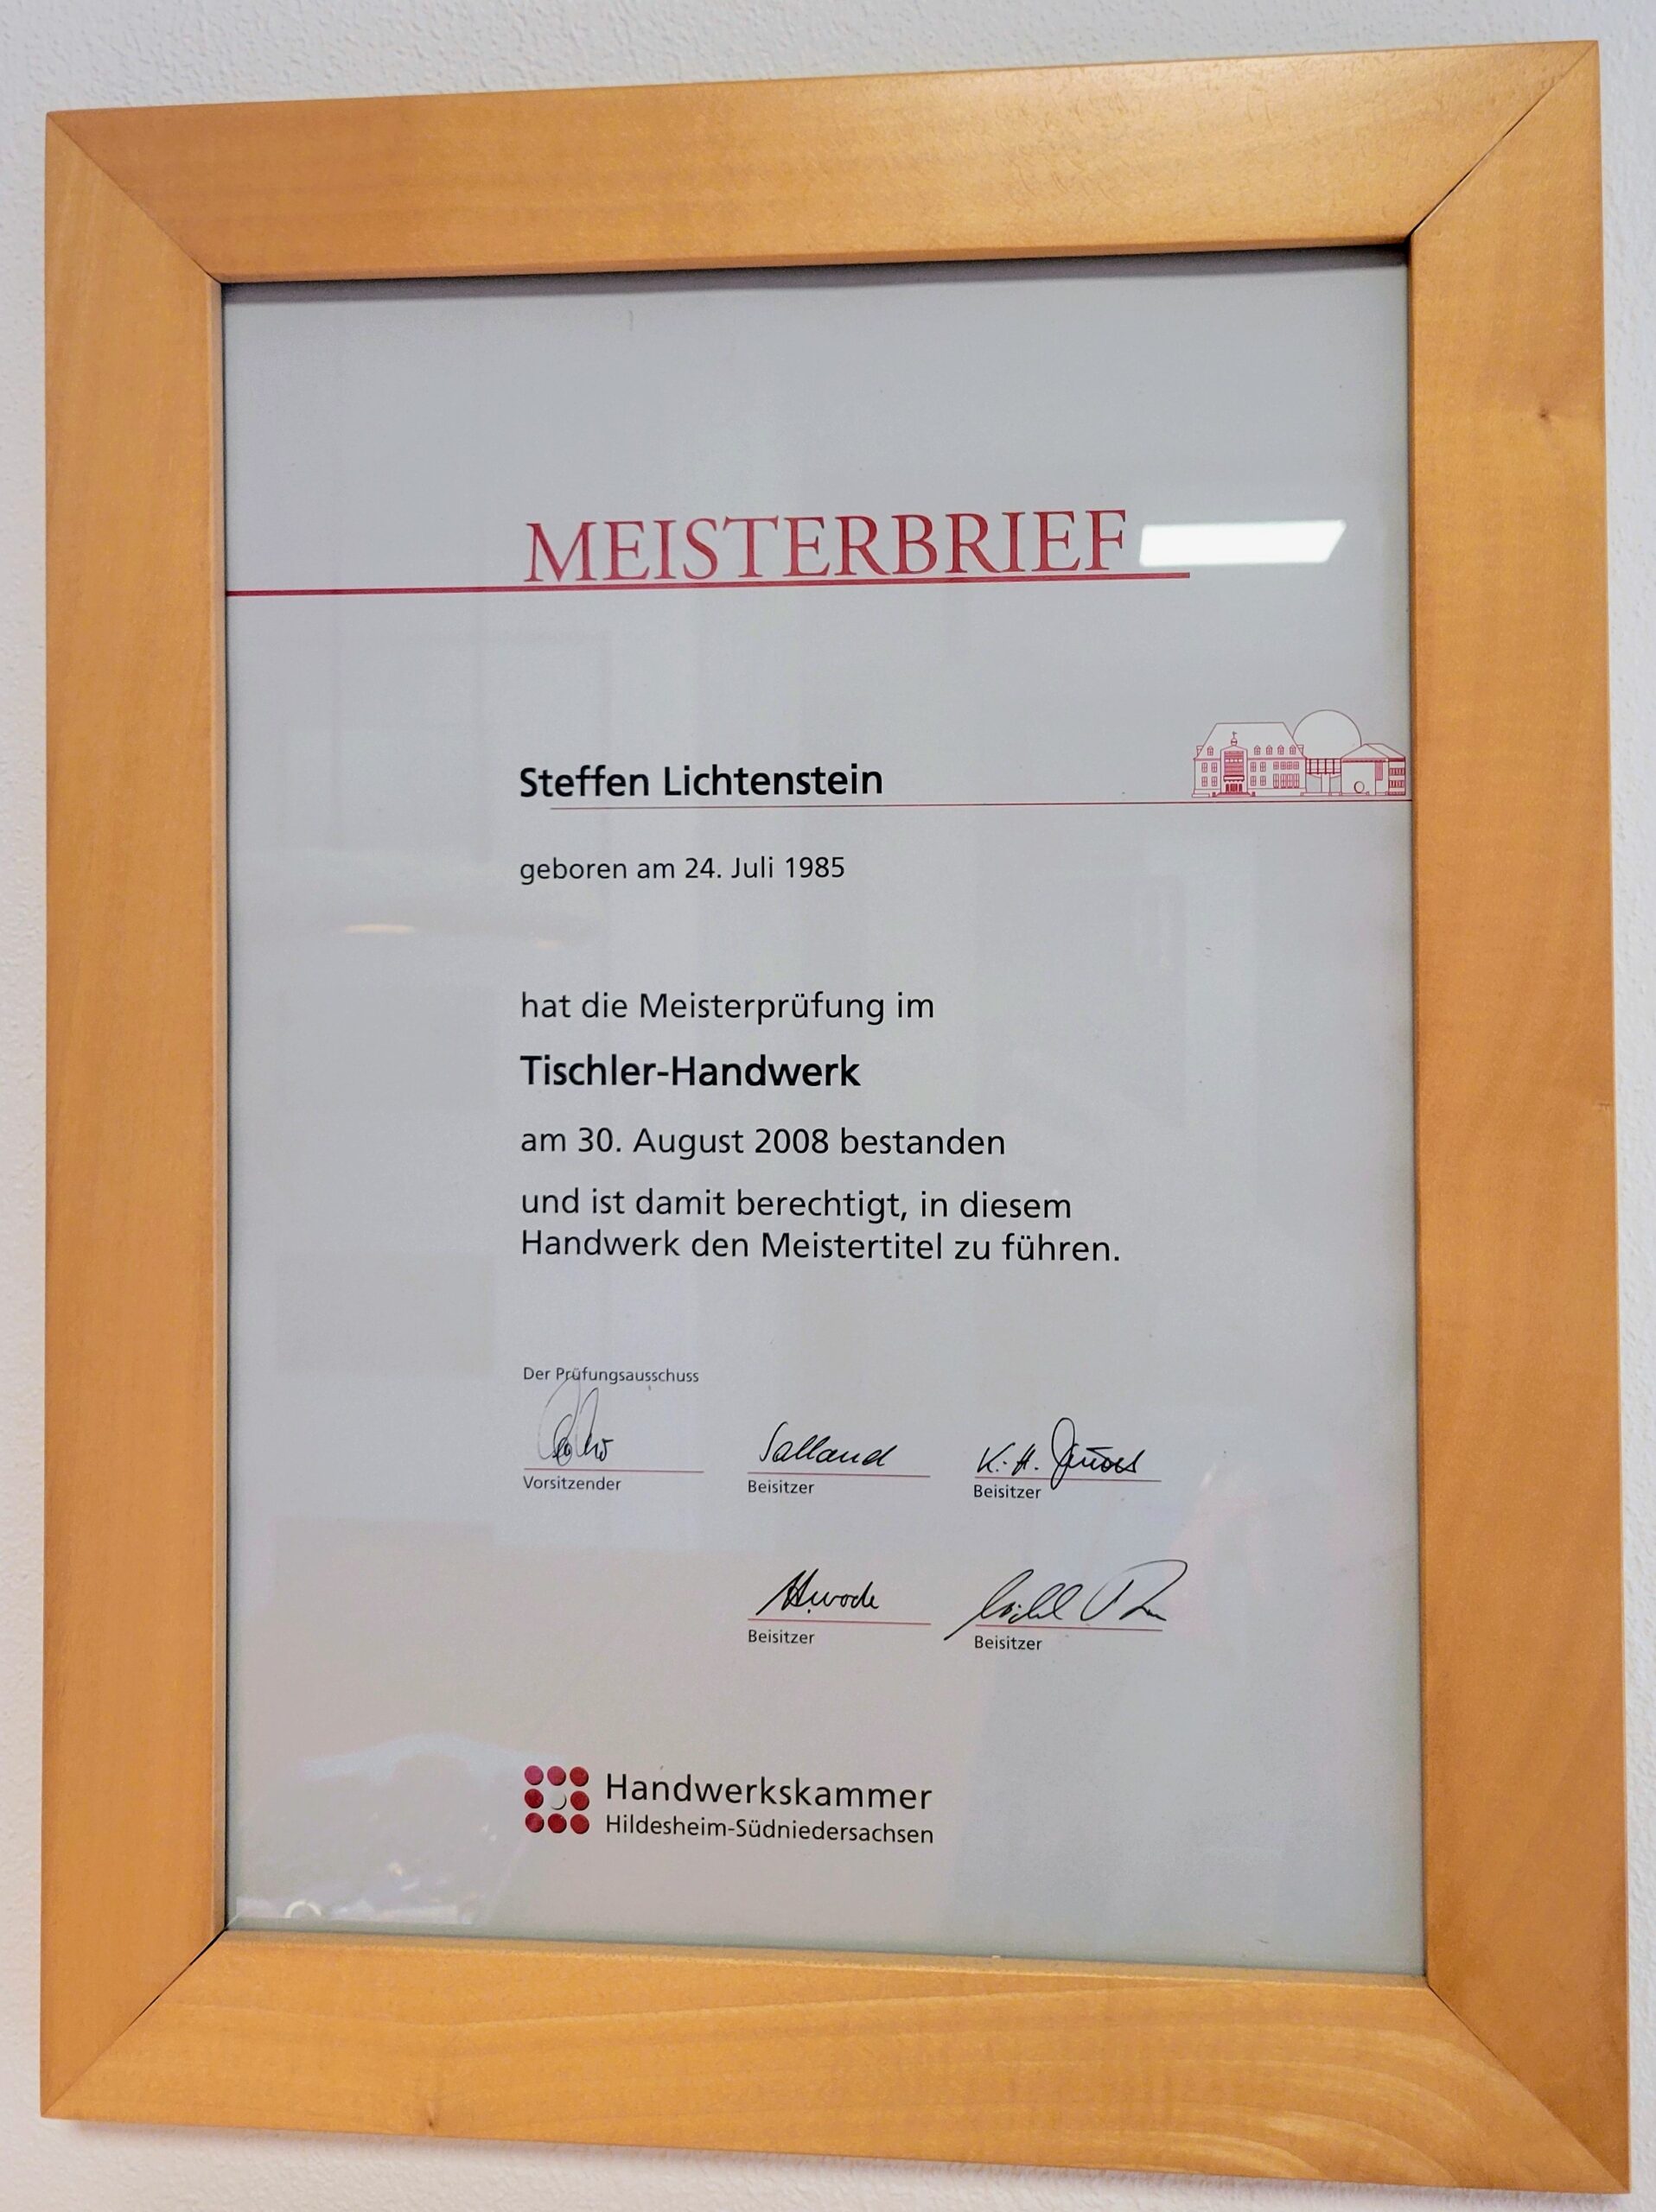 MEISTERBRIEF
Steffen Lichtenstein
geboren am 24. Juli 1985
hat die Meisterprüfung im
Tischler-Handwerk
am 30. August 2008 bestanden
und ist damit berechtigt, in diesem
Handwerk den Meistertitel zu führen.
Der Prüfungsausschuss
Salland
K.-H.
Vorsitzender
Beisitzer
Beisitzer
Beisitzer
Beisitzer
Handwerkskammer
Hildesheim-Südniedersachsen